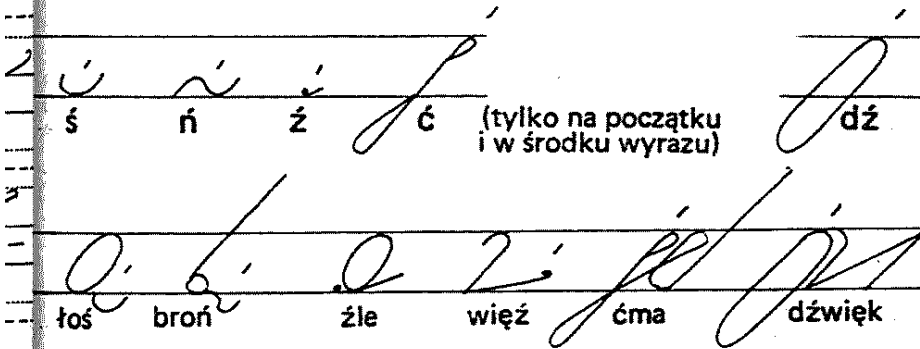 ś ń ź ć (tylko na początku dź
i w środku wyrazu)
łoś broń źle więź ćma dźwięk